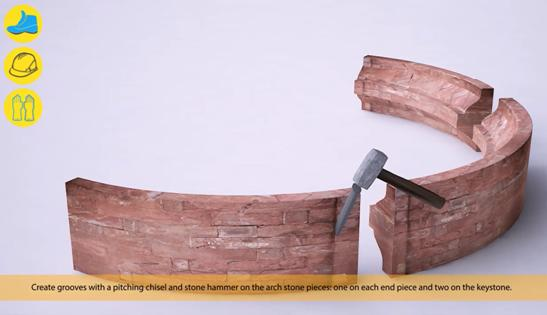 Create grooves with a pitching chisel and stone hammer on the arch stone pieces: one on each end piece and two on the keystone.